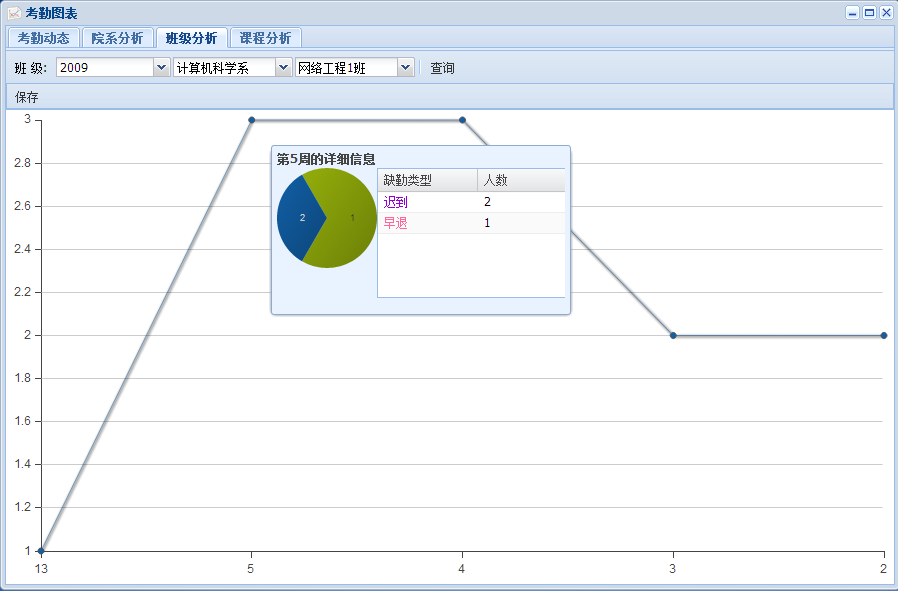 考勤图表
考勤动态 院系分析 班级分析 课程分析
班 级: 2009 计算机科学系 网络工程1班 查询
保存
3
2.8
2.6
2.4
2.2
2
1.8
1.6
1.4
1.2
1
第5周的详细信息
2 1
缺勤类型 人数
迟到 2
早退 1
13 5 4 3 2